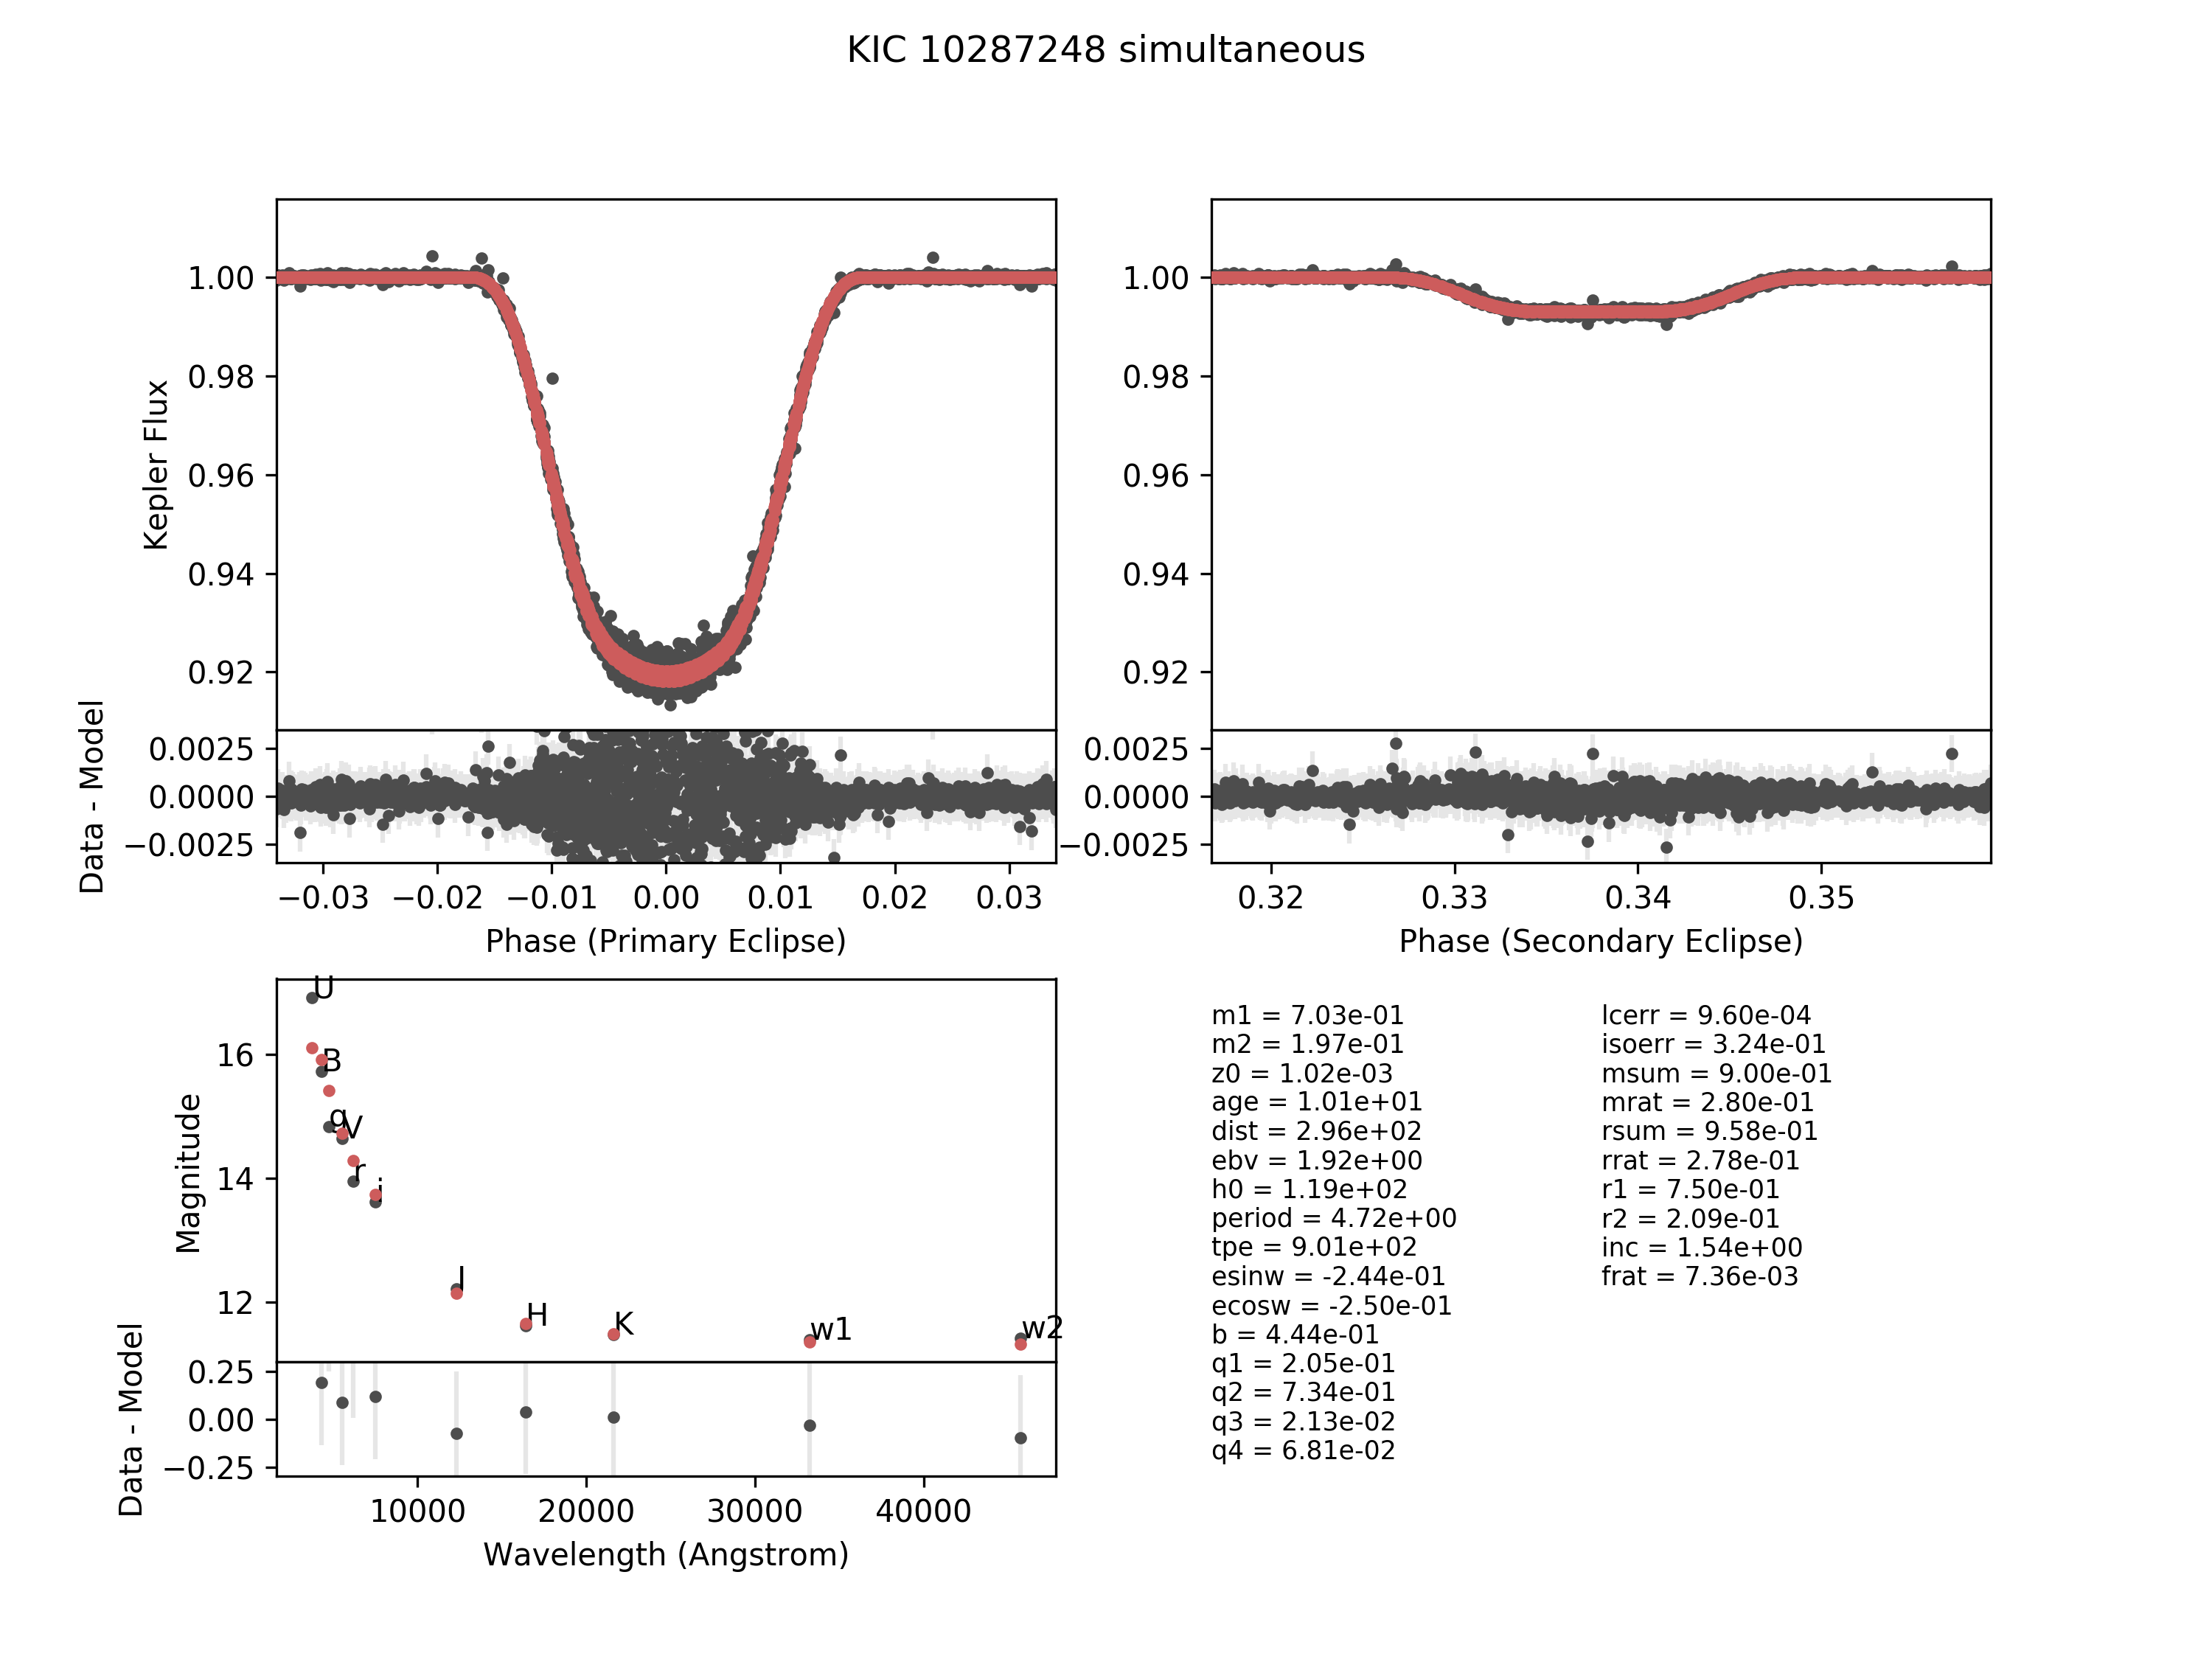 KIC 10287248 simultaneous
Kepler Flux
1.00
0.98
0.96
0.94
0.92
1.00
0.98
0.96
0.94
0.92
Data - Model
0.0025
0.0000
−0.0025
0.0025
0.0000
−0.0025
−0.03 −0.02 −0.01 0.00 0.01 0.02 0.03
0.32 0.33 0.34 0.35
Phase (Primary Eclipse)
Phase (Secondary Eclipse)
Magnitude
16
14
12
U
B
g
V
r
i
J
H
K
w1
w2
Data - Model
0.25
0.00
−0.25
10000 20000 30000 40000
Wavelength (Angstrom)
m1 = 7.03e-01
m2 = 1.97e-01
z0 = 1.02e-03
age = 1.01e+01
dist = 2.96e+02
ebv = 1.92e+00
h0 = 1.19e+02
period = 4.72e+00
tpe = 9.01e+02
esinw = -2.44e-01
ecosw = -2.50e-01
b = 4.44e-01
q1 = 2.05e-01
q2 = 7.34e-01
q3 = 2.13e-02
q4 = 6.81e-02
lcerr = 9.60e-04
isoerr = 3.24e-01
msum = 9.00e-01
mrat = 2.80e-01
rsum = 9.58e-01
rrat = 2.78e-01
r1 = 7.50e-01
r2 = 2.09e-01
inc = 1.54e+00
frat = 7.36e-03